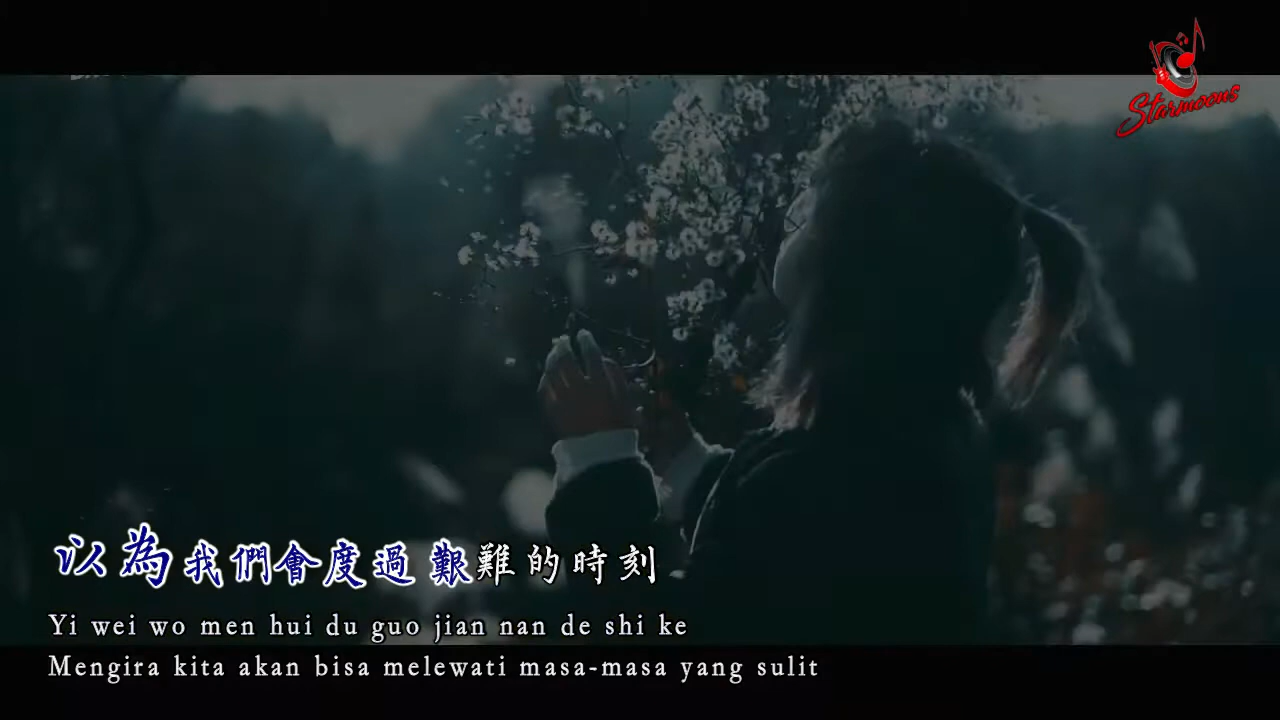 Starmoons
以為我們會度過艱難的時刻
Yi wei wo men hui du guo jian nan de shi ke
Mengira kita akan bisa melewati masa-masa yang sulit